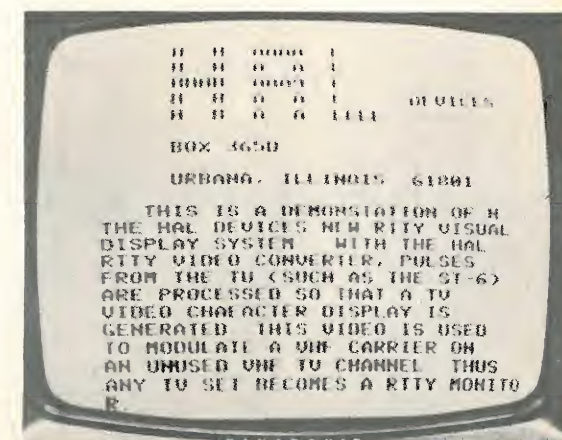 HAL DEVICES
BOX 365D
URBANA, ILLINOIS 61801
THIS IS A DEMONSTATION OF
THE HAL DEVICES NEW RTTY VISUAL
DISPLAY SYSTEM WITH THE HAL
RTTY VIDEO CONVERTER, PULSES
FROM THE TU (SUCH AS THE ST-6)
ARE PROCESSED SO THAT A TV
VIDEO CHARACTER DISPLAY IS
GENERATED THIS VIDEO IS USED
TO MODULATE A VHF CARRIER ON
AN UNUSED VHF TV CHANNEL THUS
ANY TV SET BECOMES A RTTY MONITO
R.